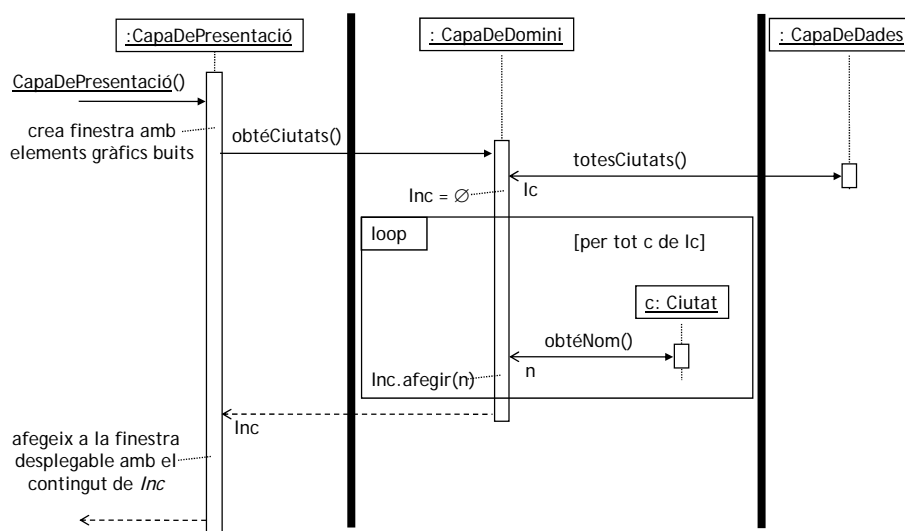 :CapaDePresentació
: CapaDeDomini
: CapaDeDades
CapaDePresentació()
crea finestra amb
elements gràfics buits
obtéCiutats()
totesCiutats()
lc
lnc = ∅
loop
[per tot c de lc]
c: Ciutat
obtéNom()
n
lnc.afegir(n)
lnc
afegeix a la finestra
desplegable amb el
contingut de lnc